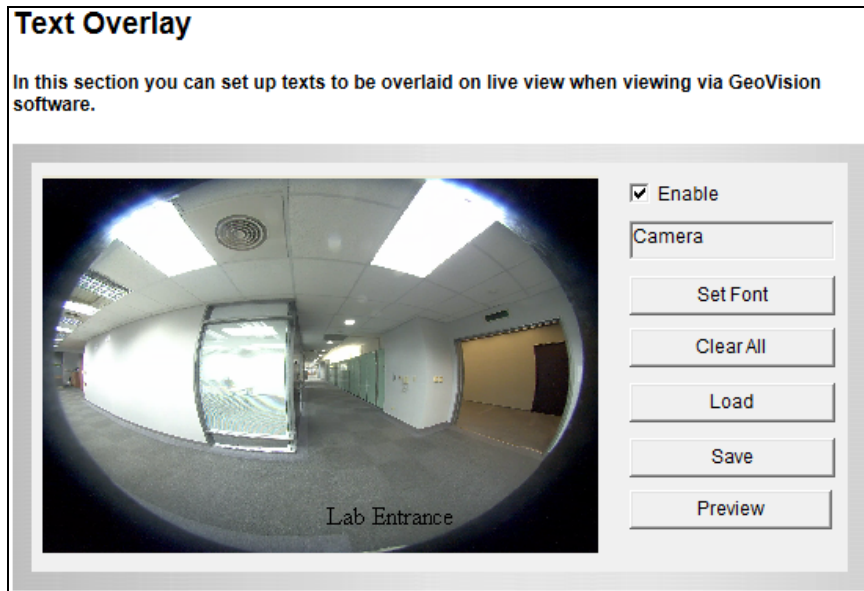 Text Overlay
In this section you can set up texts to be overlaid on live view when viewing via GeoVision
software.
Enable
Camera
Set Font
Clear All
Load
Save
Preview
Lab Entrance